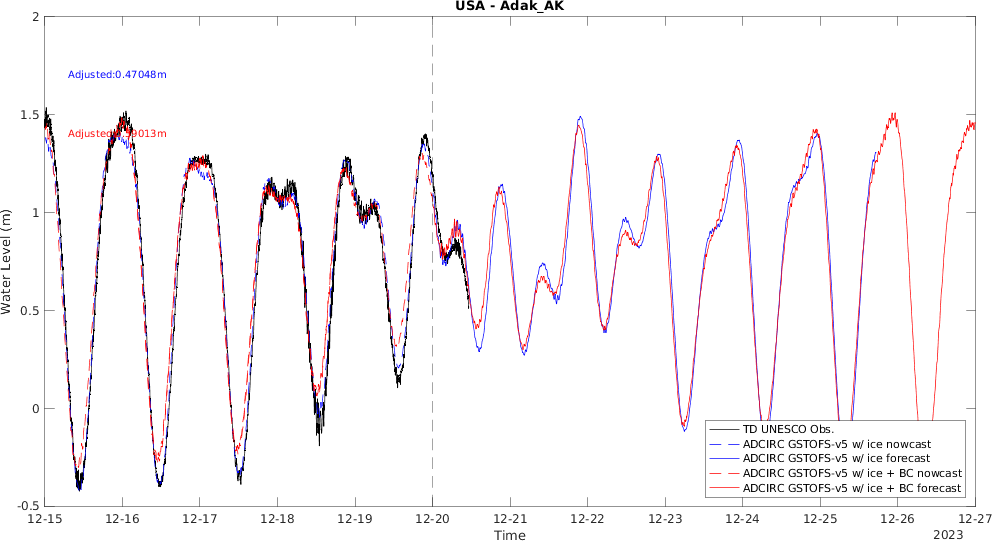 USA - Adak_AK
2
Adjusted:0.47048m
1.5
Adjusted:
1
Water Level (m)
0.5
0
-0.5
TD UNESCO Obs.
ADCIRC GSTOFS-v5 w/ ice nowcast
ADCIRC GSTOFS-v5 w/ ice forecast
ADCIRC GSTOFS-v5 w/ ice + BC nowcast
ADCIRC GSTOFS-v5 w/ ice + BC forecast
12-15 12-16 12-17 12-18 12-19 12-20 12-21 12-22 12-23 12-24 12-25 12-26 12-27
Time
2023